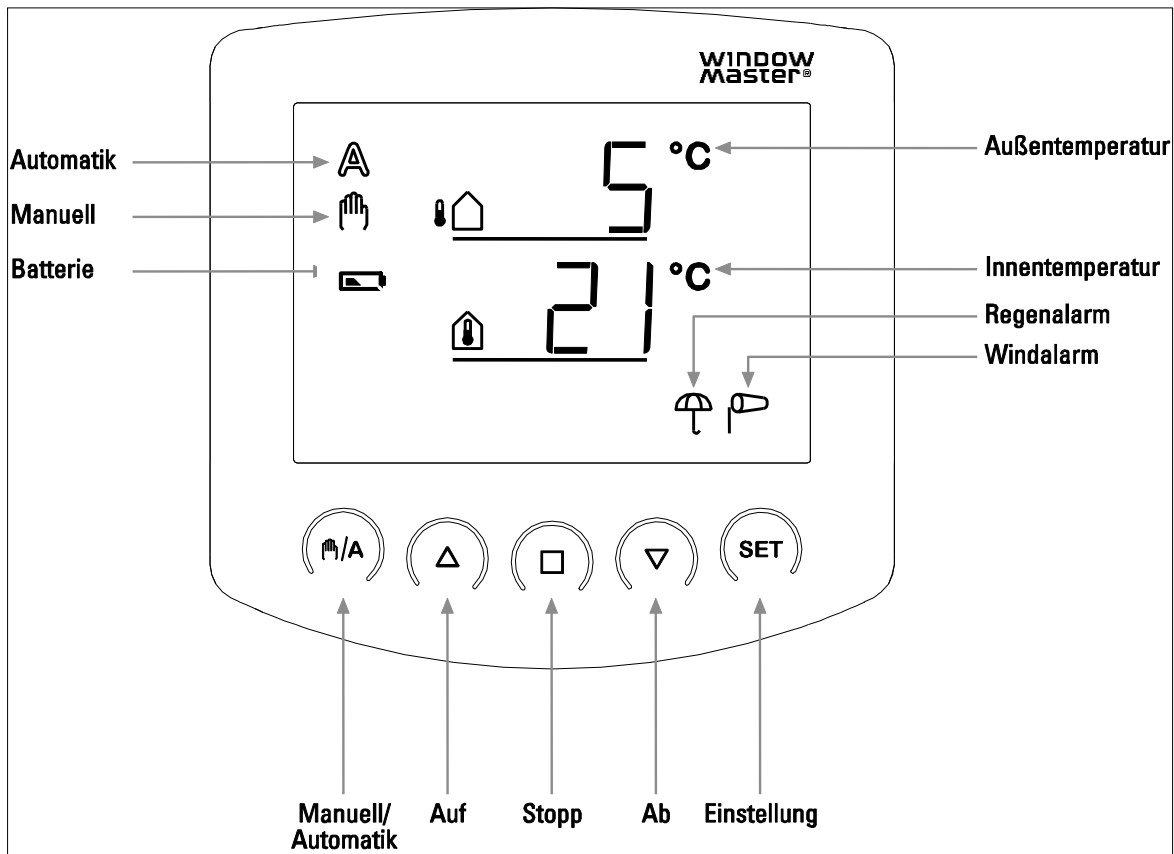 WINDOW
Master®
Automatik
A
5 °C
Außentemperatur
Manuell
Batterie
21 °C
Innentemperatur
Regenalarm
Windalarm
/A
SET
Manuell/
Automatik
Auf
Stopp
Ab
Einstellung